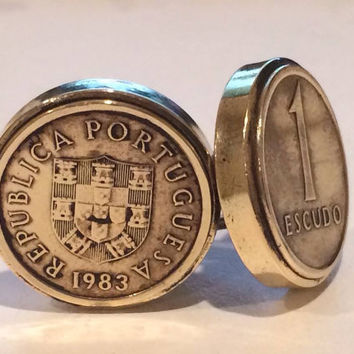 REPUBLICA PORTUGUESA
1983
1
ESCUDO